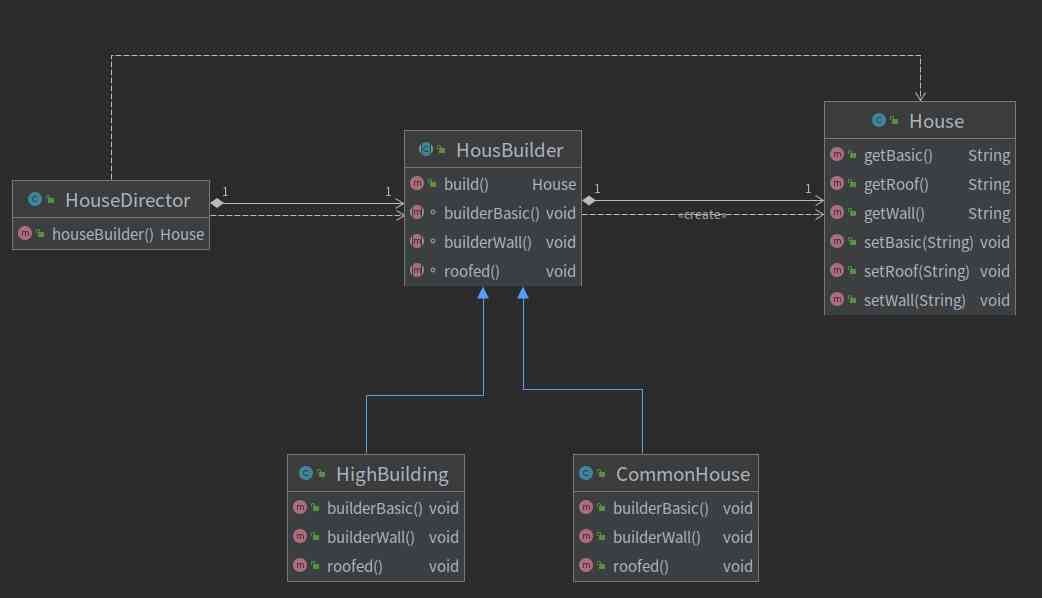 HouseDirector
houseBuilder() House
1 1
HousBuilder
build() House
builderBasic() void
builderWall() void
roofed() void
1 1
«create»
House
getBasic() String
getRoof() String
getWall() String
setBasic(String) void
setRoof(String) void
setWall(String) void
HighBuilding
builderBasic() void
builderWall() void
roofed() void
CommonHouse
builderBasic() void
builderWall() void
roofed() void